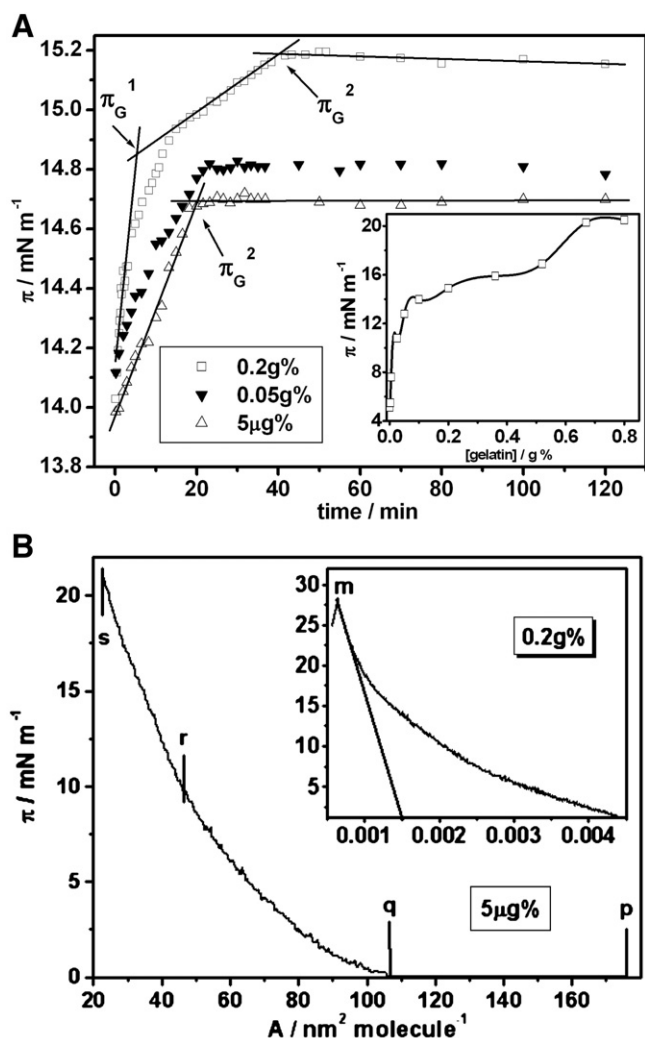 A
15.2
15.0
14.8
14.6
14.4
14.2
14.0
13.8
π / mN m⁻¹
π_G¹
π_G²
π_G²
0.2g%
0.05g%
5μg%
20
16
12
8
4
π / mN m⁻¹
0.0 0.2 0.4 0.6 0.8
[gelatin] / g %
0 20 40 60 80 100 120
time / min
B
20
15
10
5
0
π / mN m⁻¹
s
r
q
p
5μg%
30
25
20
15
10
5
π / mN m⁻¹
m
0.2g%
0.001 0.002 0.003 0.004
20 40 60 80 100 120 140 160
A / nm² molecule⁻¹